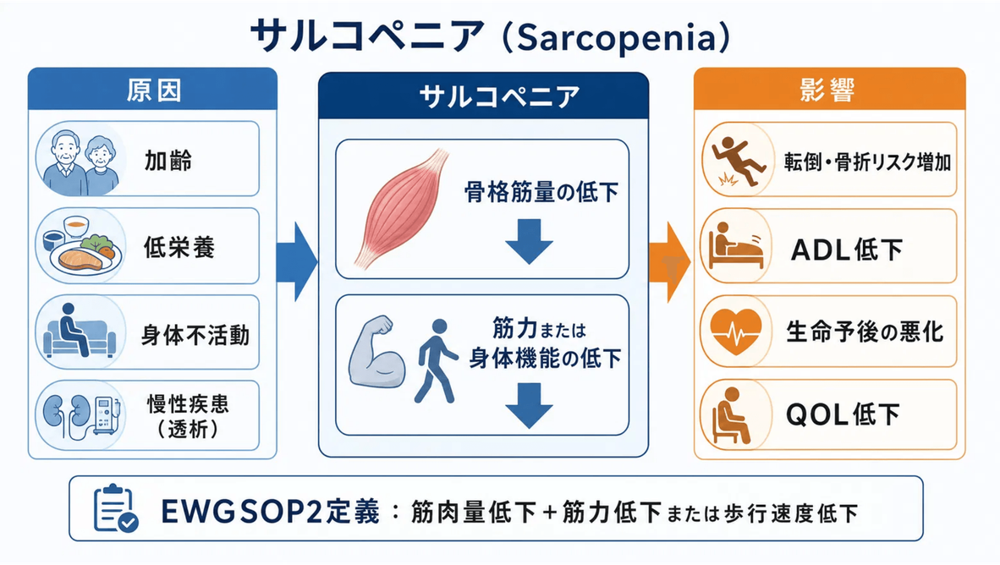 サルコペニア（Sarcopenia）
原因
加齢
低栄養
身体不活動
慢性疾患
（透析）
サルコペニア
骨格筋量の低下
筋力または
身体機能の低下
影響
転倒・骨折リスク増加
ADL低下
生命予後の悪化
QOL低下
EWGSOP2定義：筋肉量低下＋筋力低下または歩行速度低下